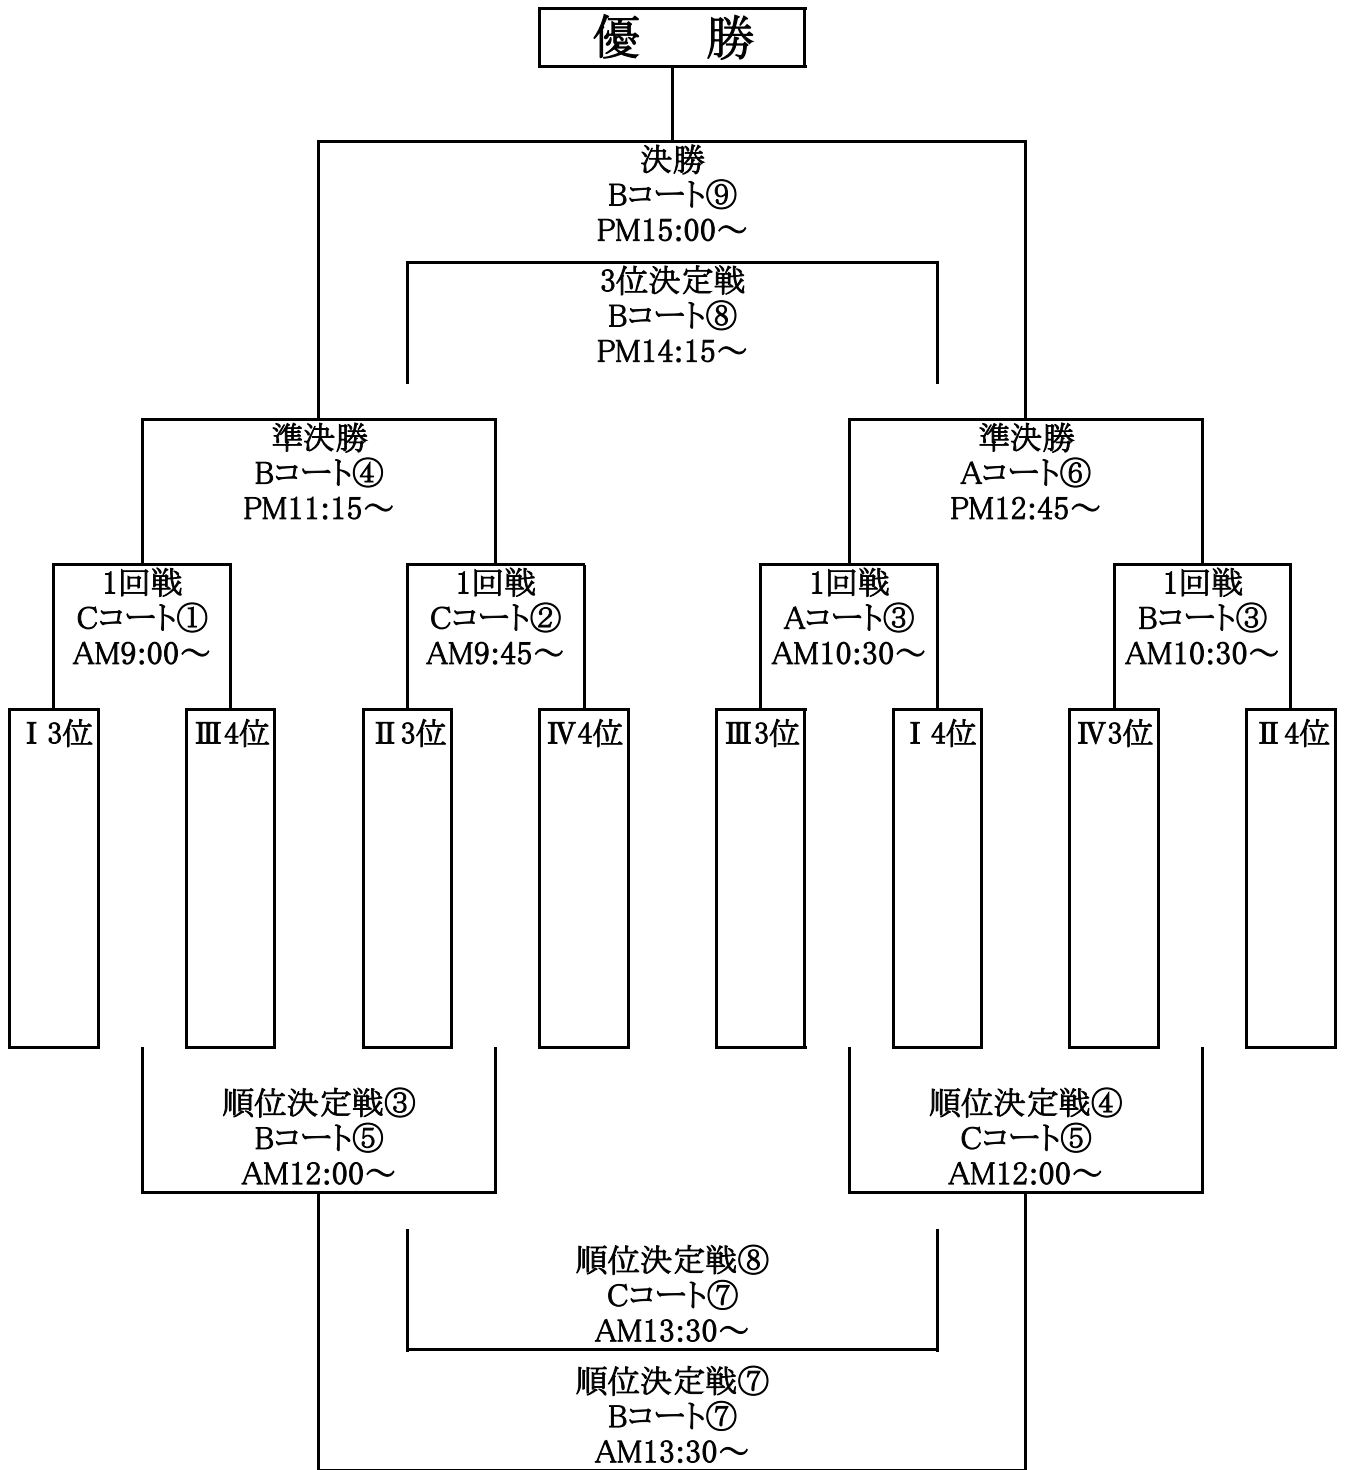 優　勝
決勝
Bコート⑨
PM15:00～
3位決定戦
Bコート⑧
PM14:15～
準決勝
Bコート④
PM11:15～
準決勝
Aコート⑥
PM12:45～
1回戦
Cコート①
AM9:00～
1回戦
Cコート②
AM9:45～
1回戦
Aコート③
AM10:30～
1回戦
Bコート③
AM10:30～
Ⅰ3位
Ⅲ4位
Ⅱ3位
Ⅳ4位
Ⅲ3位
Ⅰ4位
Ⅳ3位
Ⅱ4位
順位決定戦③
Bコート⑤
AM12:00～
順位決定戦④
Cコート⑤
AM12:00～
順位決定戦⑧
Cコート⑦
AM13:30～
順位決定戦⑦
Bコート⑦
AM13:30～